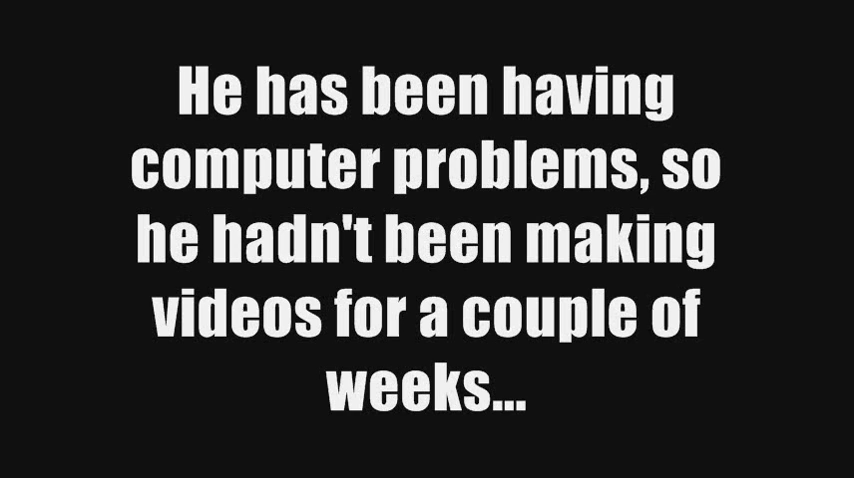 He has been having
computer problems, so
he hadn't been making
videos for a couple of
weeks...